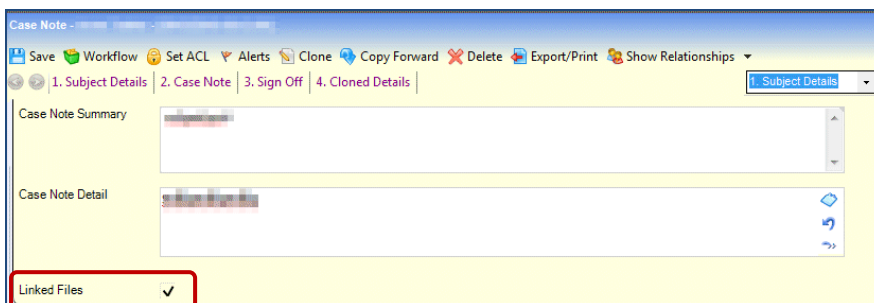 Case Note -
Save Workflow Set ACL Alerts Clone Copy Forward Delete Export/Print Show Relationships
1. Subject Details 2. Case Note 3. Sign Off 4. Cloned Details 1. Subject Details
Case Note Summary
Case Note Detail
Linked Files